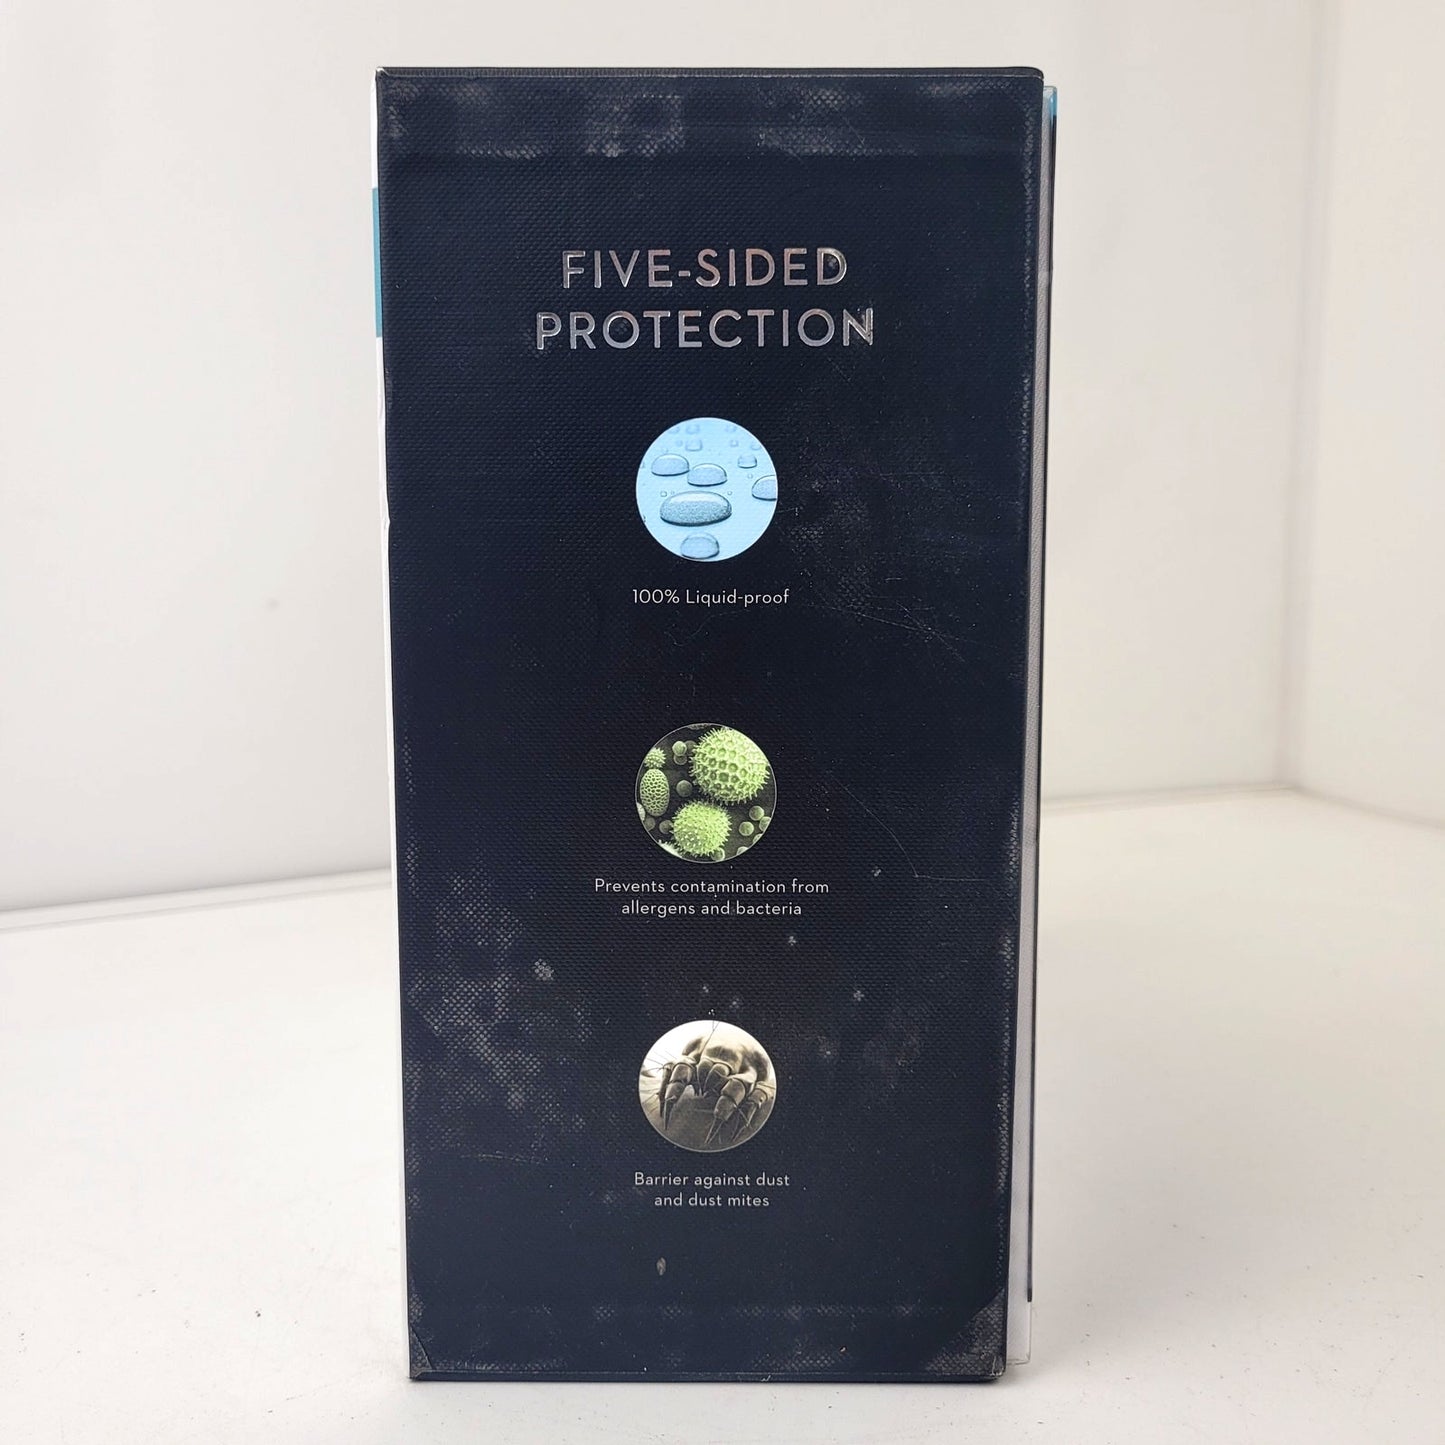 FIVE-SIDED
PROTECTION
100% Liquid-proof
Prevents contamination from
allergens and bacteria
Barrier against dust
and dust mites